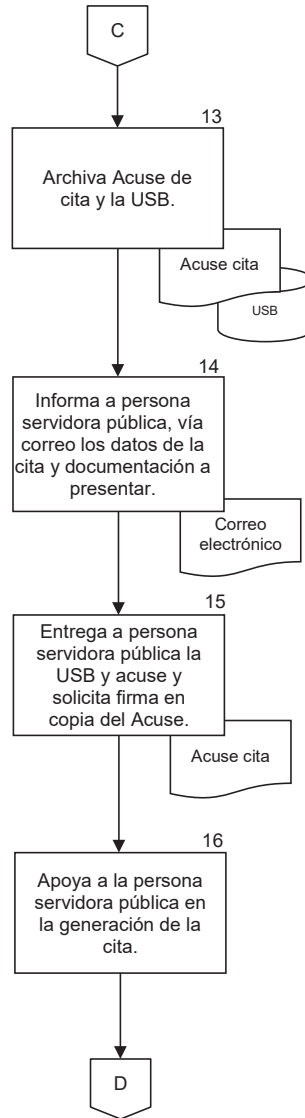 C
13
Archiva Acuse de
cita y la USB.
Acuse cita
USB
14
Informa a persona
servidora pública, vía
correo los datos de la
cita y documentación a
presentar.
Correo
electrónico
15
Entrega a persona
servidora pública la
USB y acuse y
solicita firma en
copia del Acuse.
Acuse cita
16
Apoya a la persona
servidora pública en
la generación de la
cita.
D